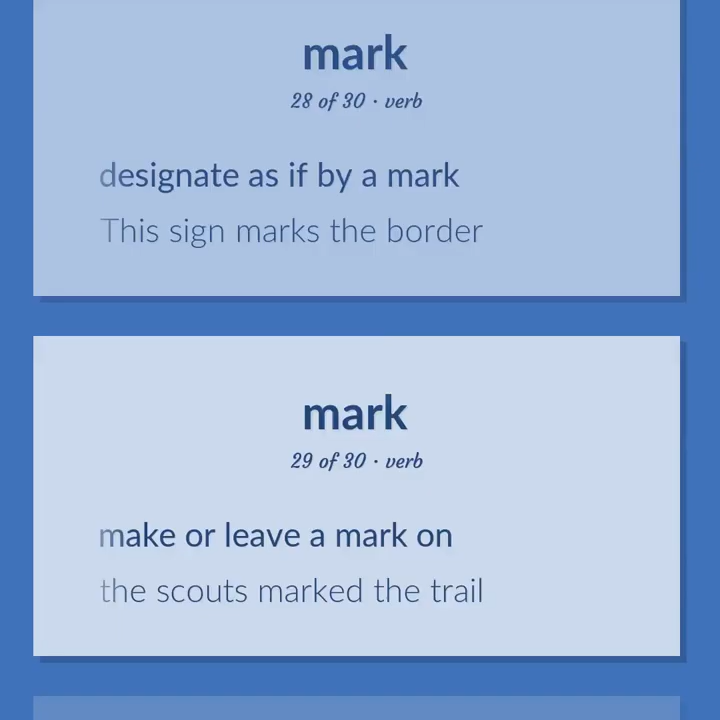 mark
28 of 30 · verb
designate as if by a mark
This sign marks the border
mark
29 of 30 · verb
make or leave a mark on
the scouts marked the trail